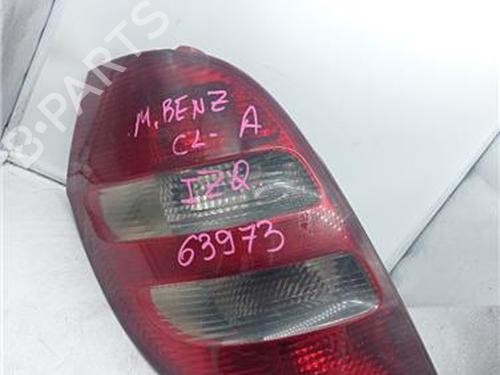 B-PARTS
M. BENZ
CL- A
IZQ.
63973